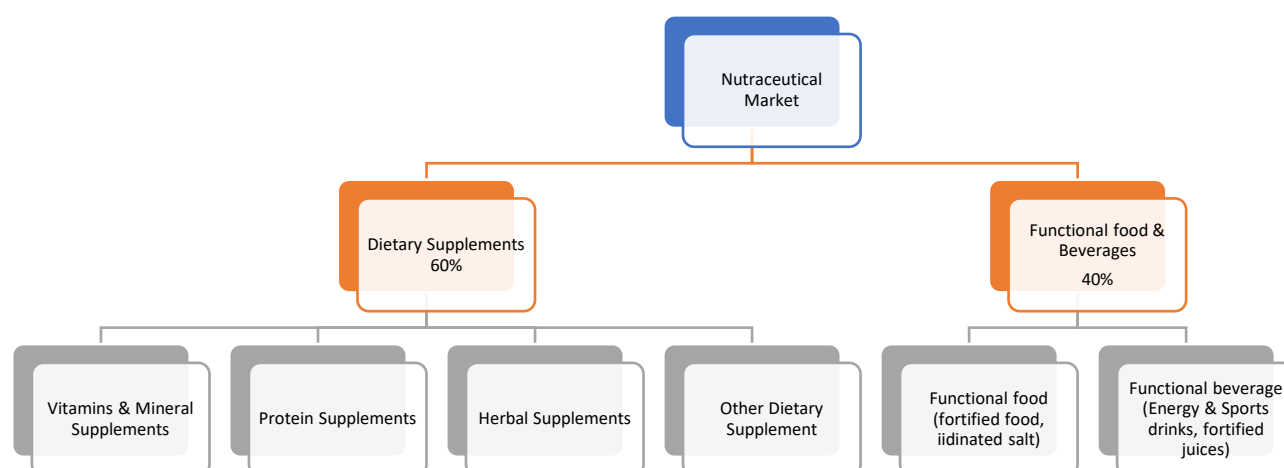 Nutraceutical
Market
Dietary Supplements
60%
Functional food &
Beverages
40%
Vitamins & Mineral
Supplements
Protein Supplements
Herbal Supplements
Other Dietary
Supplement
Functional food
(fortified food,
iidinated salt)
Functional beverage
(Energy & Sports
drinks, fortified
juices)